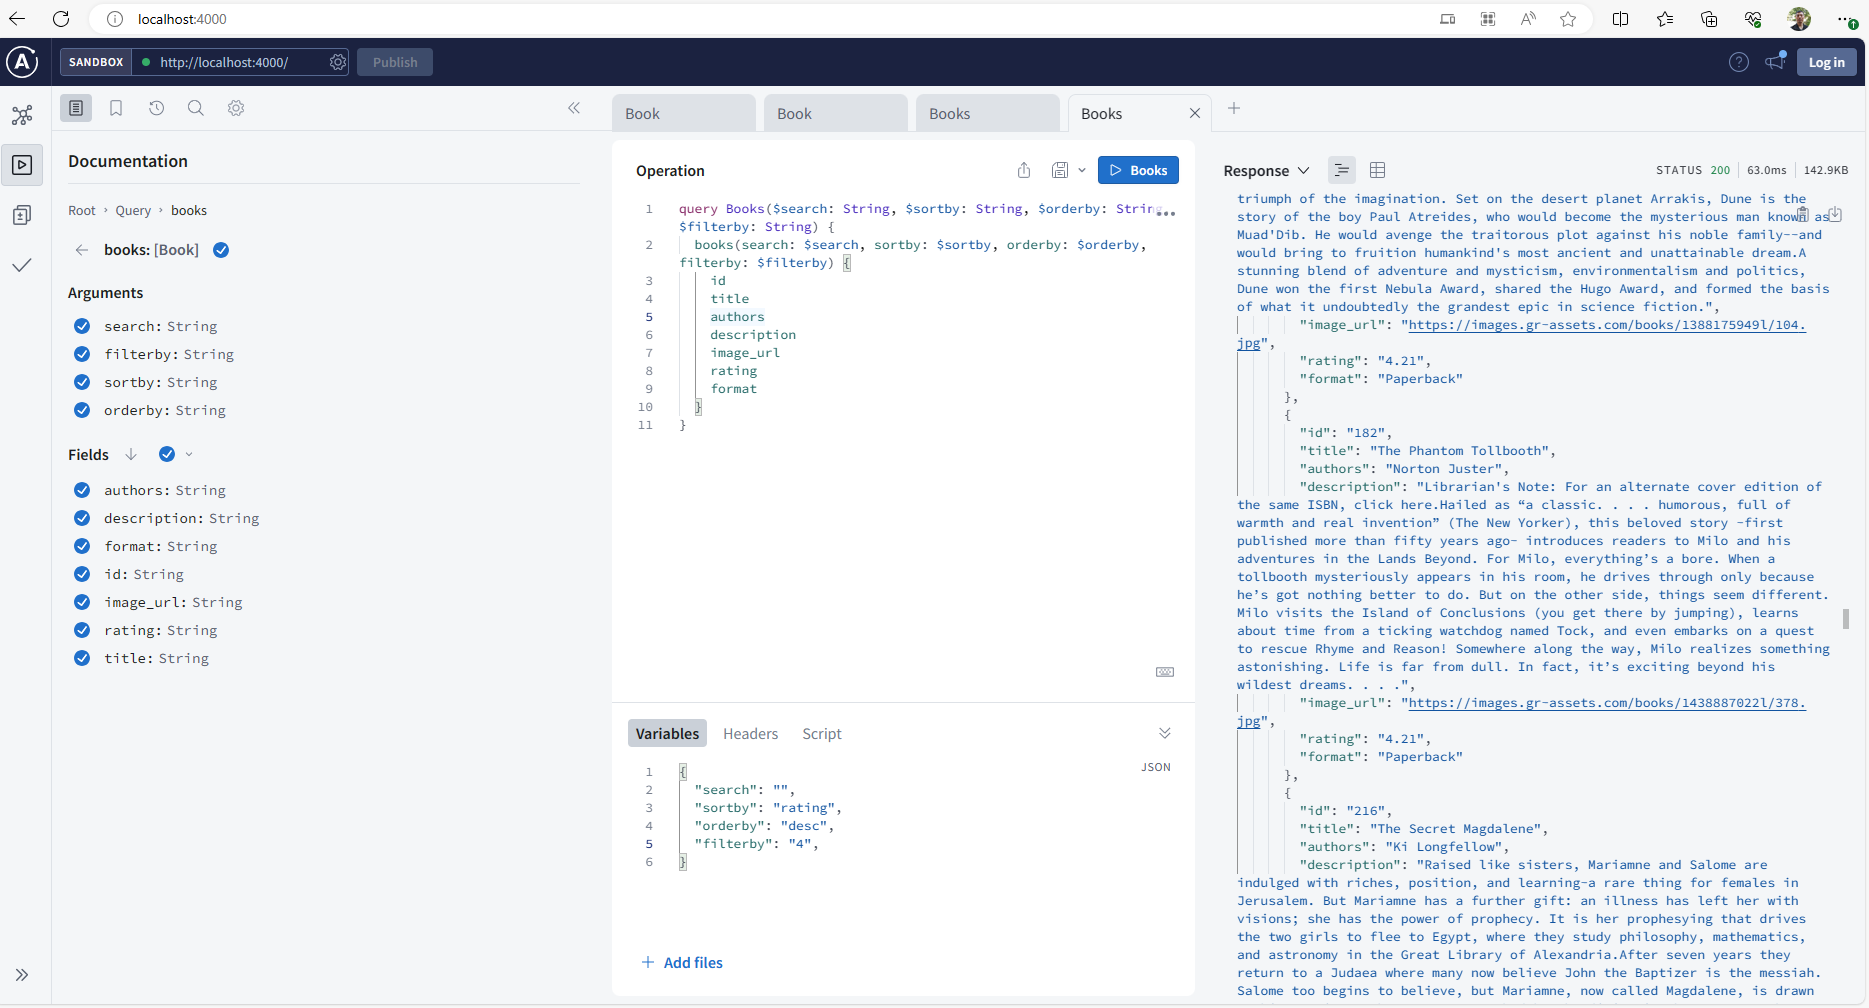 localhost:4000
SANDBOX
http://localhost:4000/
Publish
Log in
Documentation
Root › Query › books
books: [Book]
Arguments
search: String
filterby: String
sortby: String
orderby: String
Fields
authors: String
description: String
format: String
id: String
image_url: String
rating: String
title: String
Book
Book
Books
Books
Operation
Books
1 query Books($search: String, $sortby: String, $orderby: String,
$filterby: String) {
2 books(search: $search, sortby: $sortby, orderby: $orderby,
filterby: $filterby) {
3 id
4 title
5 authors
6 description
7 image_url
8 rating
9 format
10 }
11 }
Variables
Headers
Script
JSON
1 {
2 "search": "",
3 "sortby": "rating",
4 "orderby": "desc",
5 "filterby": "4",
6 }
+ Add files
Response
STATUS 200
63.0ms
142.9KB
triumph of the imagination. Set on the desert planet Arrakis, Dune is the
story of the boy Paul Atreides, who would become the mysterious man known as
Muad'Dib. He would avenge the traitorous plot against his noble family--and
would bring to fruition humankind's most ancient and unattainable dream.A
stunning blend of adventure and mysticism, environmentalism and politics,
Dune won the first Nebula Award, shared the Hugo Award, and formed the basis
of what it undoubtedly the grandest epic in science fiction.",
"image_url": "https://images.gr-assets.com/books/1388175949l/104.
jpg",
"rating": "4.21",
"format": "Paperback"
},
{
"id": "182",
"title": "The Phantom Tollbooth",
"authors": "Norton Juster",
"description": "Librarian's Note: For an alternate cover edition of
the same ISBN, click here.Hailed as “a classic. . . . humorous, full of
warmth and real invention” (The New Yorker), this beloved story -first
published more than fifty years ago- introduces readers to Milo and his
adventures in the Lands Beyond. For Milo, everything’s a bore. When a
tollbooth mysteriously appears in his room, he drives through only because
he’s got nothing better to do. But on the other side, things seem different.
Milo visits the Island of Conclusions (you get there by jumping), learns
about time from a ticking watchdog named Tock, and even embarks on a quest
to rescue Rhyme and Reason! Somewhere along the way, Milo realizes something
astonishing. Life is far from dull. In fact, it’s exciting beyond his
wildest dreams. . . .",
"image_url": "https://images.gr-assets.com/books/1438887022l/378.
jpg",
"rating": "4.21",
"format": "Paperback"
},
{
"id": "216",
"title": "The Secret Magdalene",
"authors": "Ki Longfellow",
"description": "Raised like sisters, Mariamne and Salome are
indulged with riches, position, and learning-a rare thing for females in
Jerusalem. But Mariamne has a further gift: an illness has left her with
visions; she has the power of prophecy. It is her prophesying that drives
the two girls to flee to Egypt, where they study philosophy, mathematics,
and astronomy in the Great Library of Alexandria.After seven years they
return to a Judaea where many now believe John the Baptizer is the messiah.
Salome too begins to believe, but Mariamne, now called Magdalene, is drawn